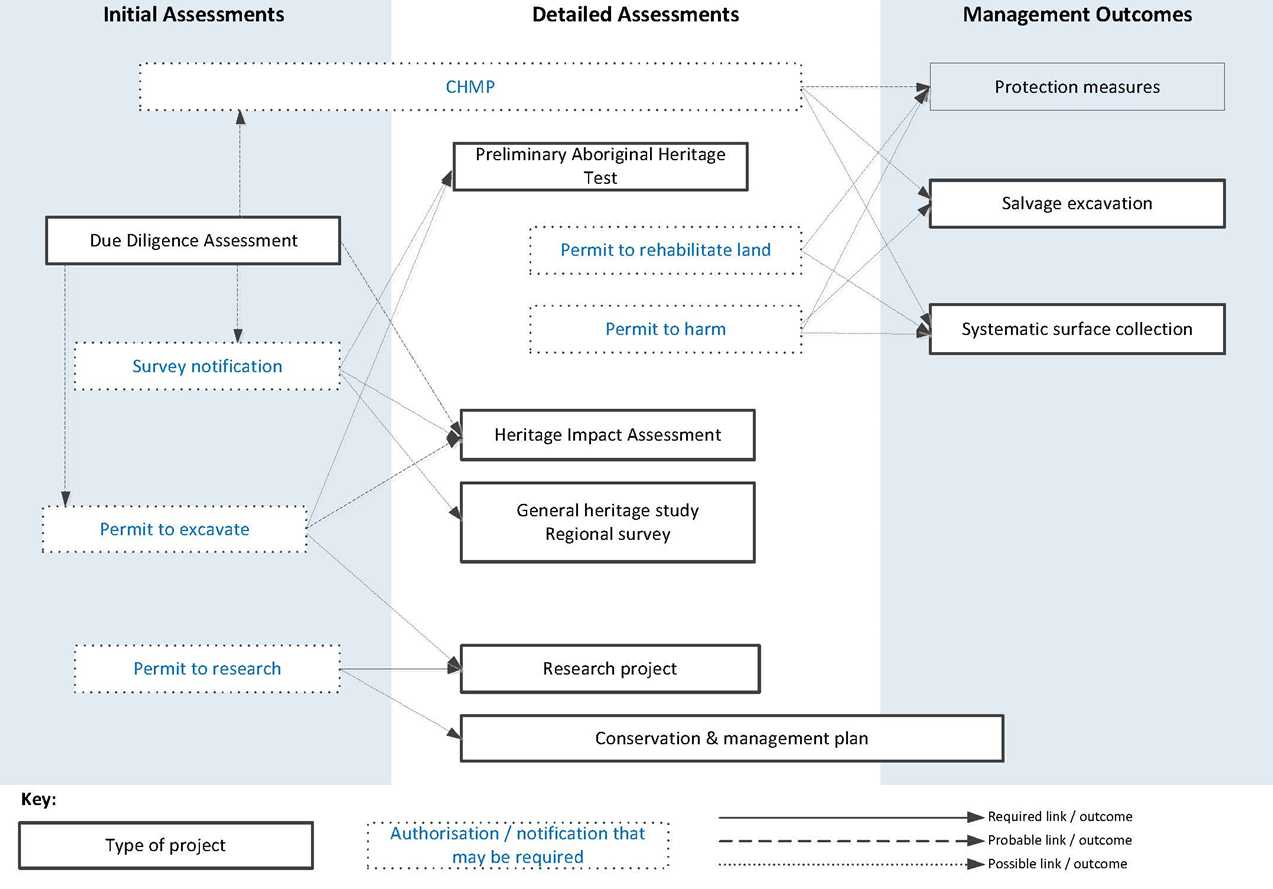 Initial Assessments
Detailed Assessments
Management Outcomes
CHMP
Protection measures
Preliminary Aboriginal Heritage
Test
Salvage excavation
Due Diligence Assessment
Permit to rehabilitate land
Permit to harm
Systematic surface collection
Survey notification
Heritage Impact Assessment
General heritage study
Regional survey
Permit to excavate
Permit to research
Research project
Conservation & management plan
Key:
Type of project
Authorisation / notification that
may be required
Required link / outcome
Probable link / outcome
Possible link / outcome